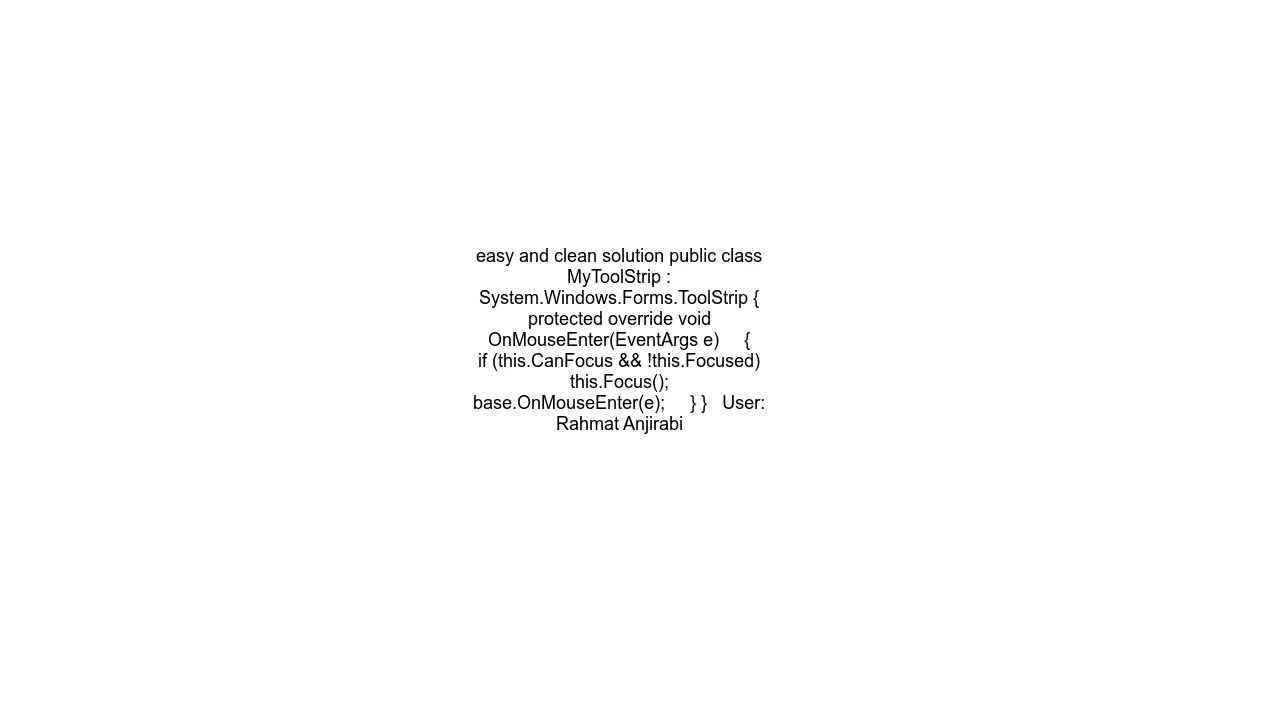 easy and clean solution public class
MyToolStrip :
System.Windows.Forms.ToolStrip {
protected override void
OnMouseEnter(EventArgs e)     {
if (this.CanFocus && !this.Focused)
this.Focus();
base.OnMouseEnter(e);     } }   User:
Rahmat Anjirabi